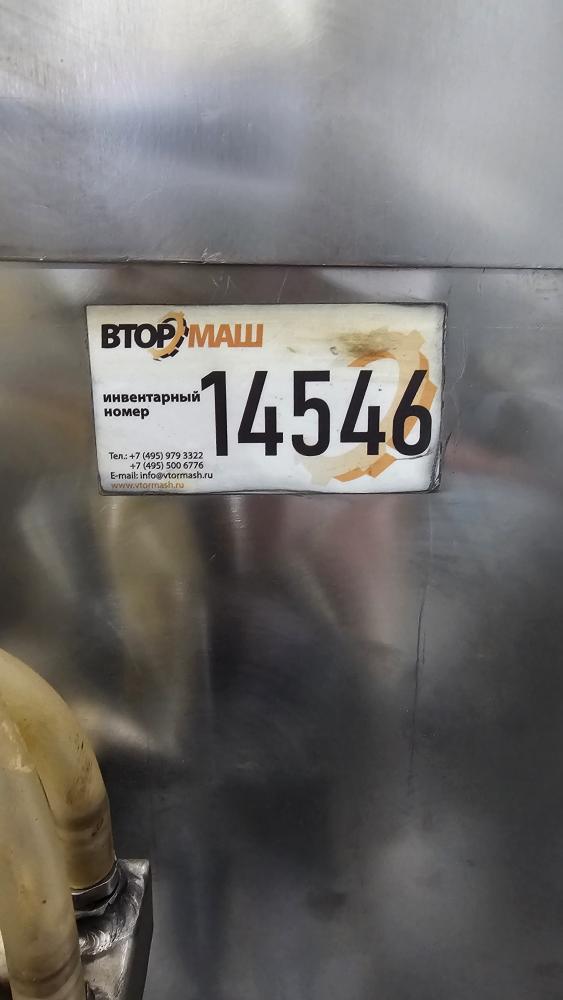 ВТОРМАШ
инвентарный
номер
14546
Тел.: +7 (495) 979 3322
+7 (495) 500 6776
E-mail: info@vtormash.ru
www.vtormash.ru